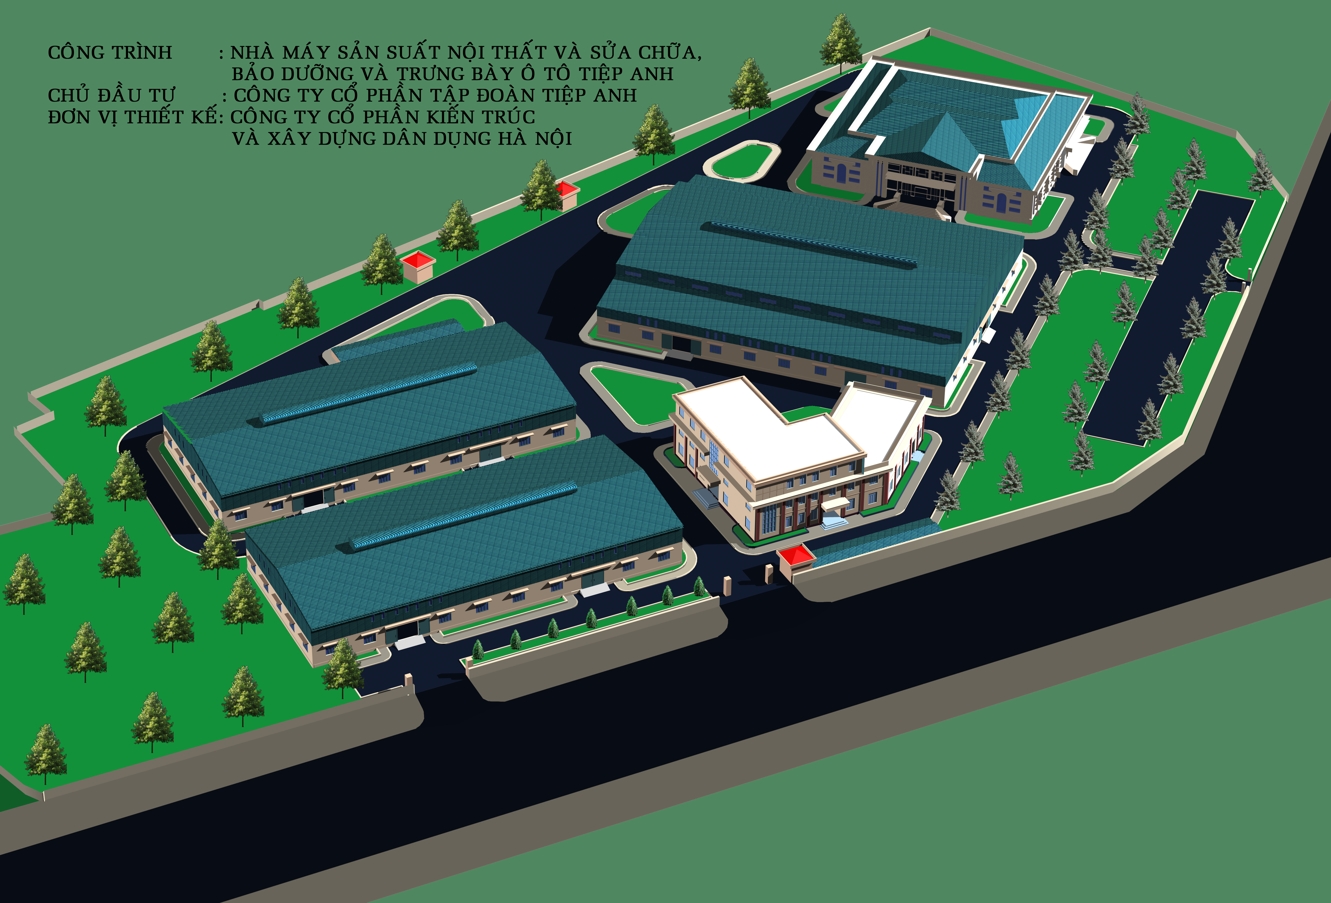 CÔNG TRÌNH : NHÀ MÁY SẢN SUẤT NỘI THẤT VÀ SỬA CHỮA,
BẢO DƯỠNG VÀ TRƯNG BÀY Ô TÔ TIỆP ANH
CHỦ ĐẦU TƯ : CÔNG TY CỔ PHẦN TẬP ĐOÀN TIỆP ANH
ĐƠN VỊ THIẾT KẾ: CÔNG TY CỔ PHẦN KIẾN TRÚC
VÀ XÂY DỰNG DÂN DỤNG HÀ NỘI